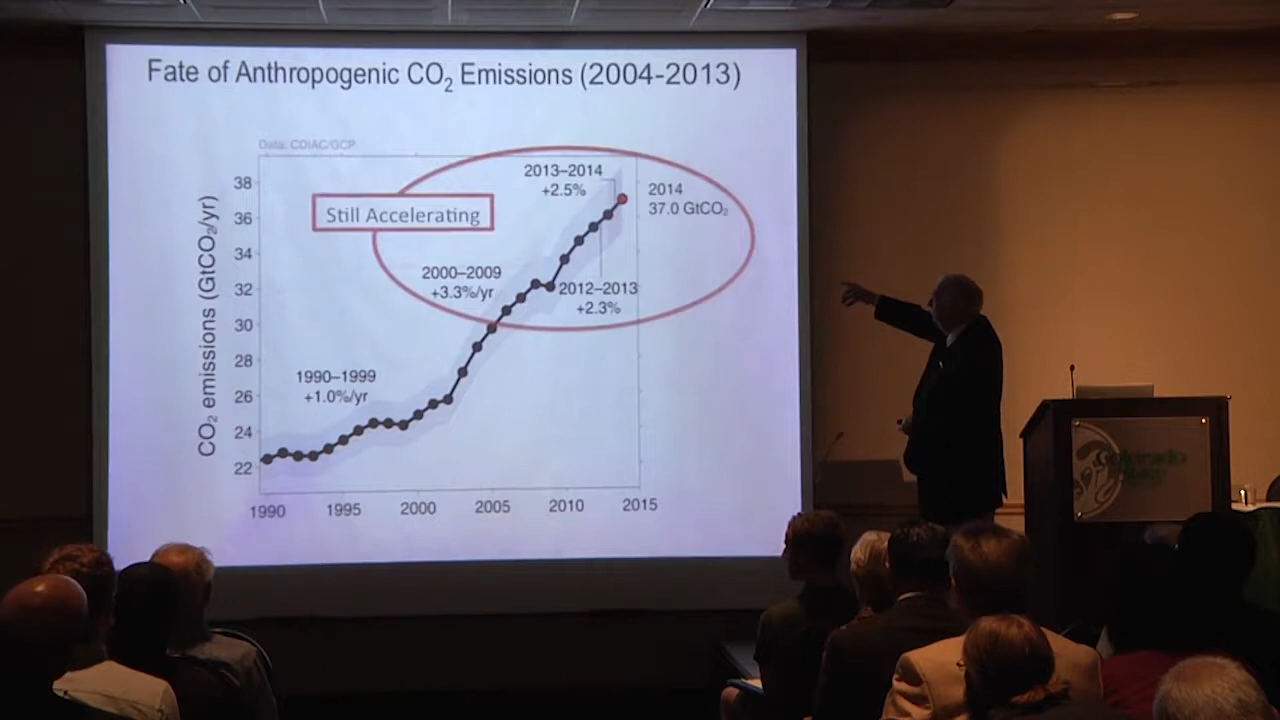 Fate of Anthropogenic CO₂ Emissions (2004-2013)
Data: CDIAC/GCP
CO₂ emissions (GtCO₂/yr)
38
36
34
32
30
28
26
24
22
Still Accelerating
2013–2014
+2.5%
2014
37.0 GtCO₂
2000–2009
+3.3%/yr
2012–2013
+2.3%
1990–1999
+1.0%/yr
1990
1995
2000
2005
2010
2015
Colorado